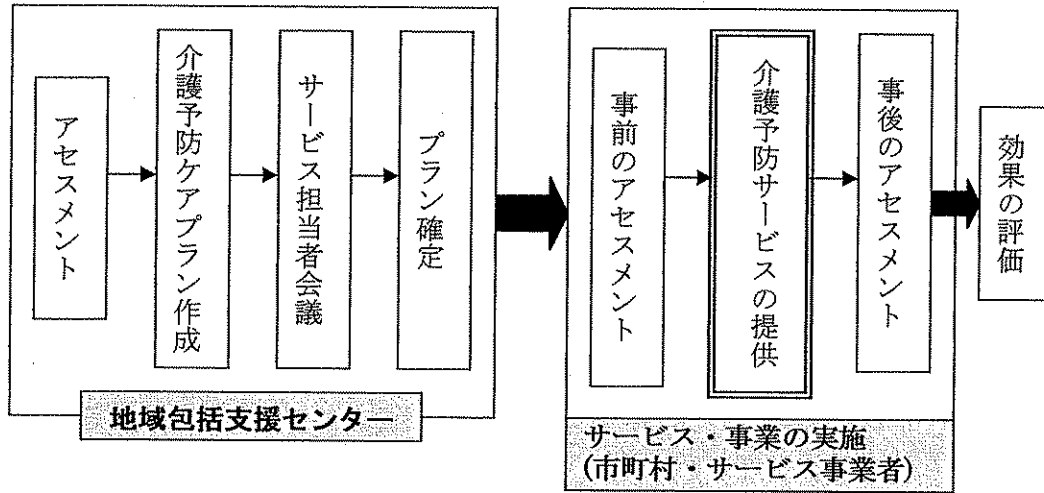 アセスメント
介護予防ケアプラン作成
サービス担当者会議
プラン確定
地域包括支援センター
事前のアセスメント
介護予防サービスの提供
事後のアセスメント
サービス・事業の実施
(市町村・サービス事業者)
効果の評価